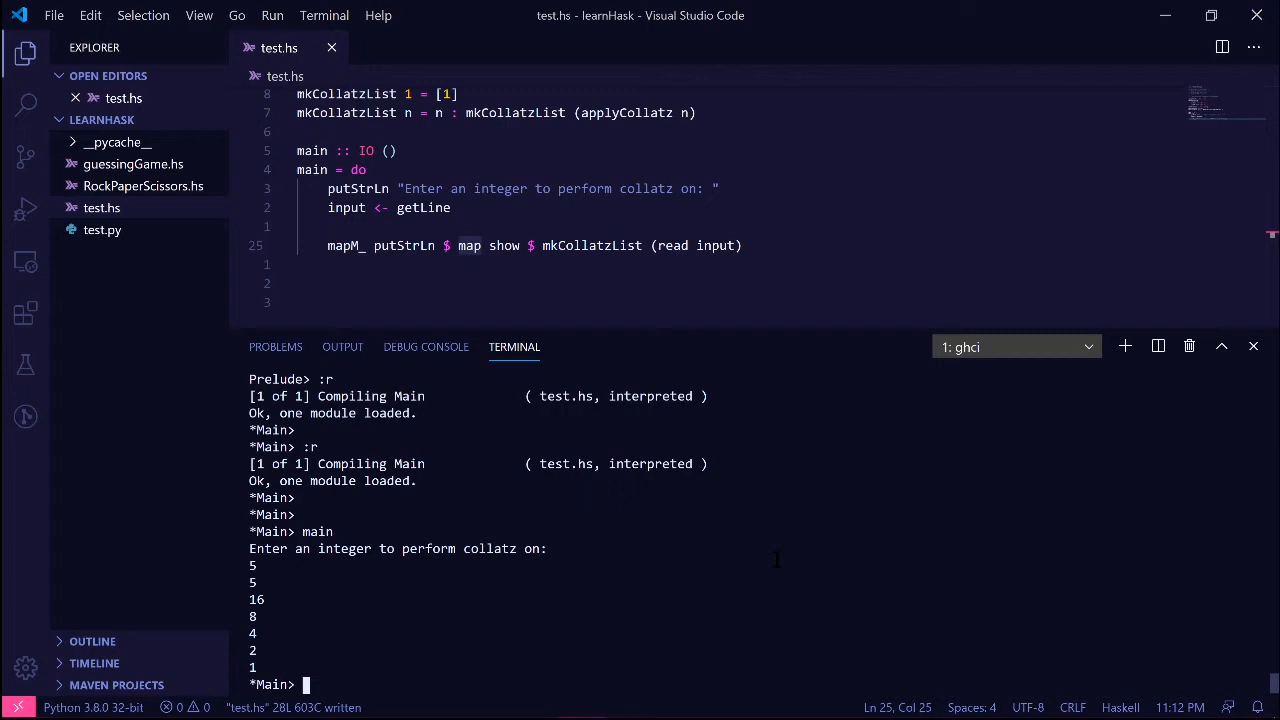 File Edit Selection View Go Run Terminal Help test.hs - learnHask - Visual Studio Code
EXPLORER
OPEN EDITORS
test.hs
LEARNHASK
__pycache__
guessingGame.hs
RockPaperScissors.hs
test.hs
test.py
OUTLINE
TIMELINE
MAVEN PROJECTS
test.hs
test.hs
8 mkCollatzList 1 = [1]
7 mkCollatzList n = n : mkCollatzList (applyCollatz n)
6
5 main :: IO ()
4 main = do
3 putStrLn "Enter an integer to perform collatz on: "
2 input <- getLine
1
25 mapM_ putStrLn $ map show $ mkCollatzList (read input)
1
2
3
PROBLEMS OUTPUT DEBUG CONSOLE TERMINAL 1: ghci
Prelude> :r
[1 of 1] Compiling Main ( test.hs, interpreted )
Ok, one module loaded.
*Main>
*Main> :r
[1 of 1] Compiling Main ( test.hs, interpreted )
Ok, one module loaded.
*Main>
*Main>
*Main> main
Enter an integer to perform collatz on:
5
5
16
8
4
2
1
*Main>
Python 3.8.0 32-bit 0 0 "test.hs" 28L 603C written Ln 25, Col 25 Spaces: 4 UTF-8 CRLF Haskell 11:12 PM